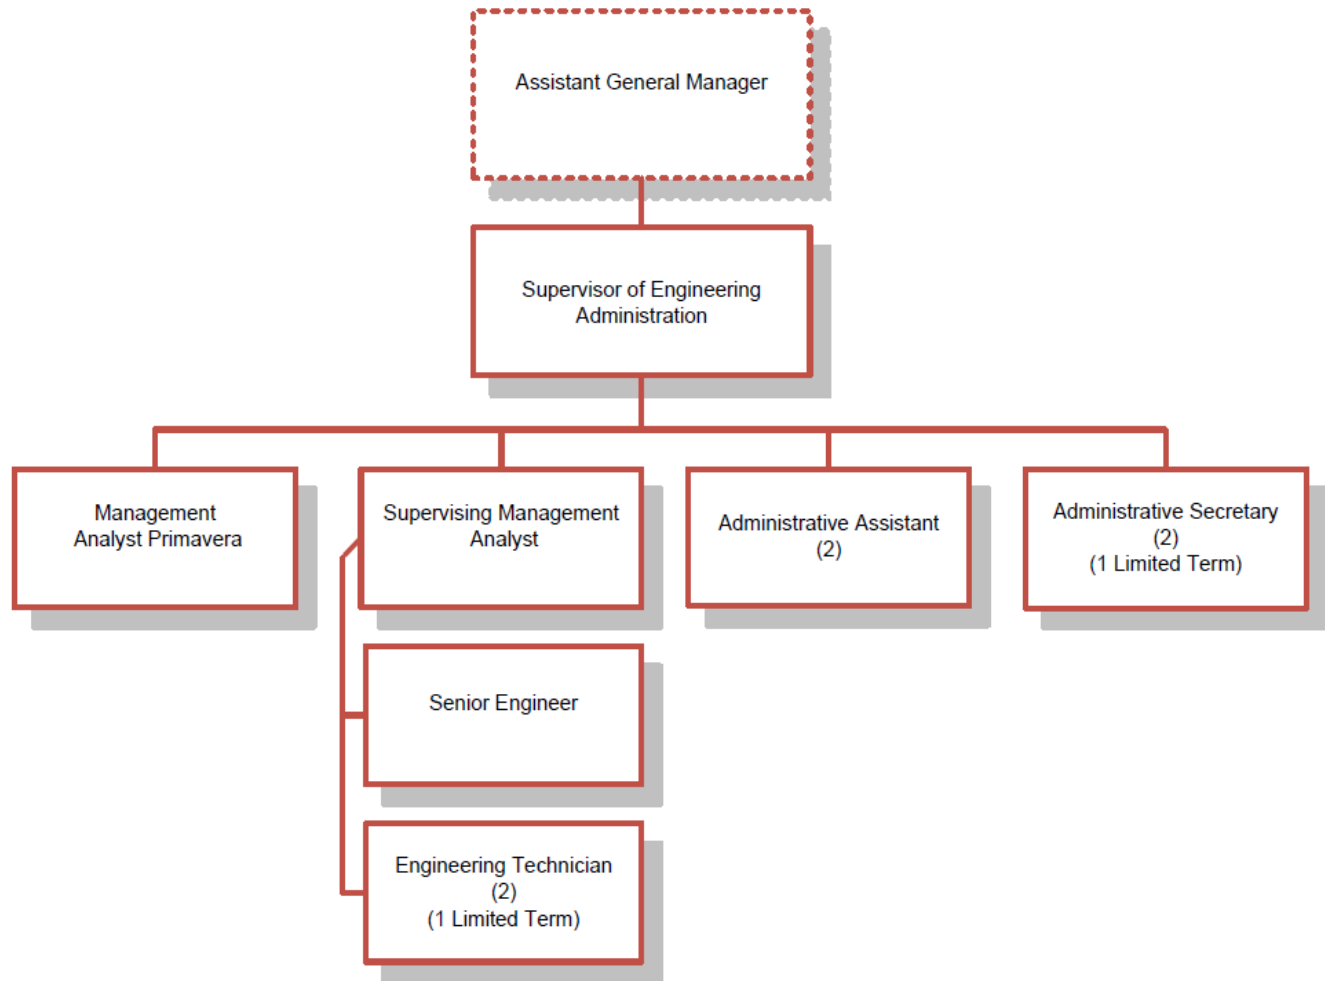 Assistant General Manager
Supervisor of Engineering
Administration
Management
Analyst Primavera
Supervising Management
Analyst
Administrative Assistant
(2)
Administrative Secretary
(2)
(1 Limited Term)
Senior Engineer
Engineering Technician
(2)
(1 Limited Term)